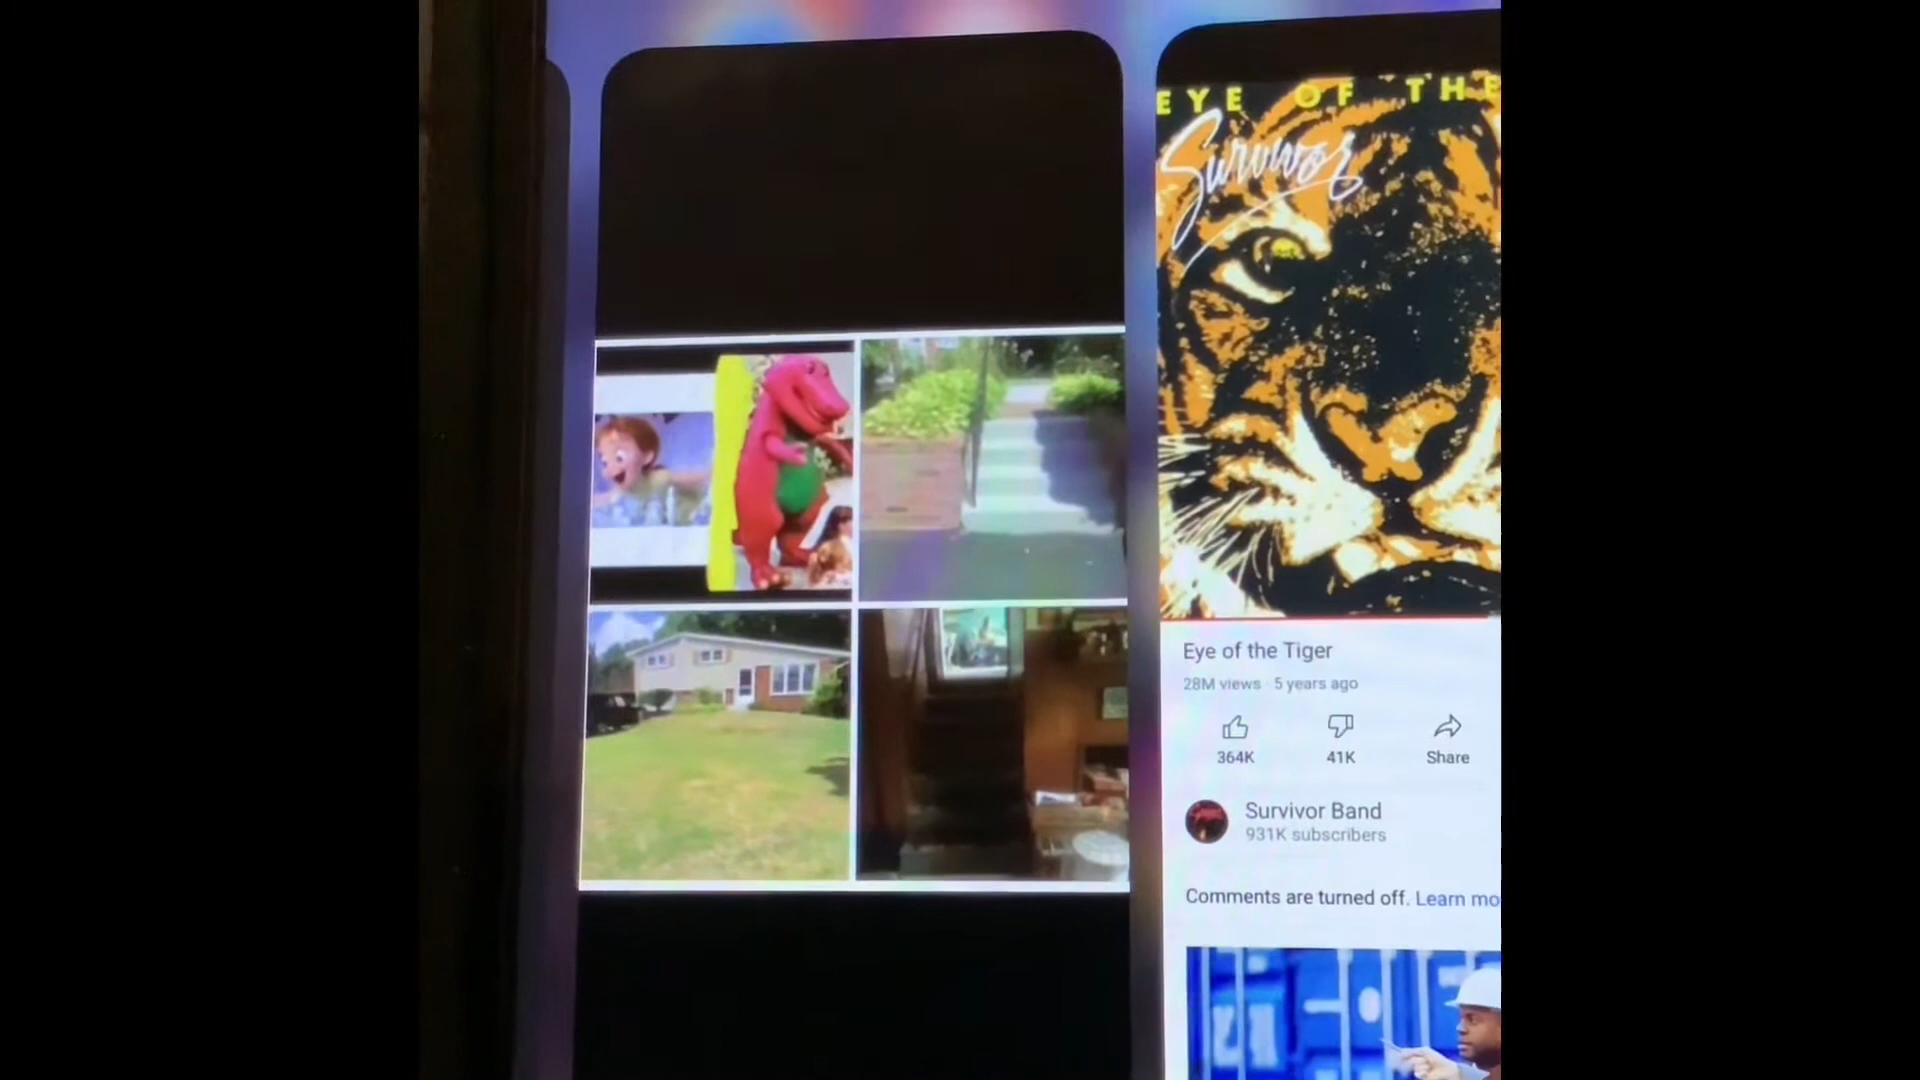 EYE OF THE
Survivor
Eye of the Tiger
28M views · 5 years ago
364K
41K
Share
Survivor Band
931K subscribers
Comments are turned off. Learn mo